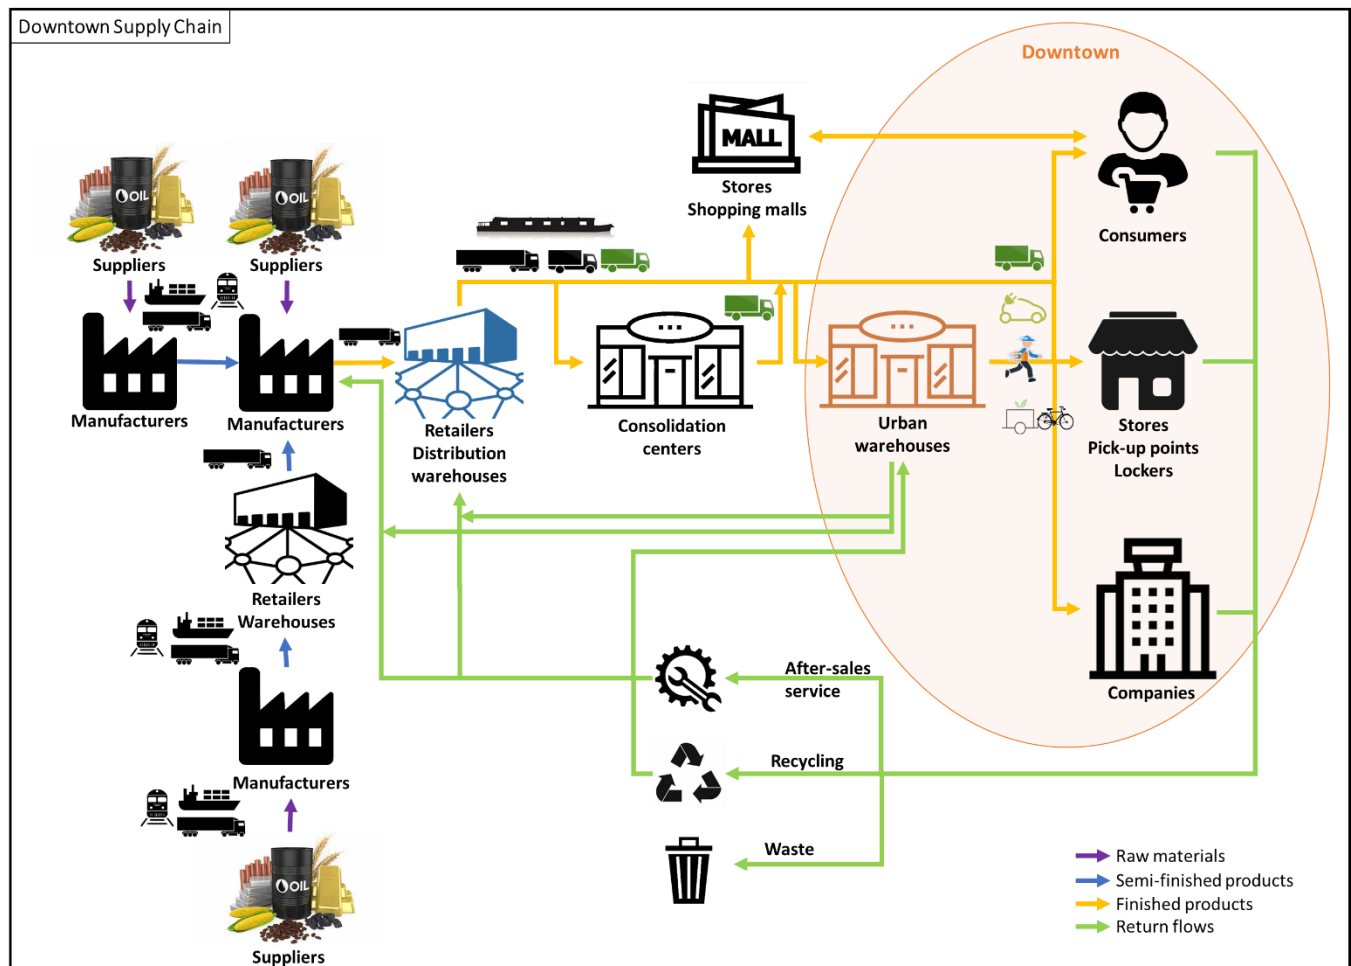 Downtown Supply Chain
Downtown
MALL
Stores
Shopping malls
Consumers
OIL
Suppliers
OIL
Suppliers
Manufacturers
Manufacturers
Retailers
Distribution
warehouses
Consolidation
centers
Urban
warehouses
Stores
Pick-up points
Lockers
Retailers
Warehouses
Manufacturers
After-sales
service
Companies
Recycling
Waste
OIL
Suppliers
Raw materials
Semi-finished products
Finished products
Return flows